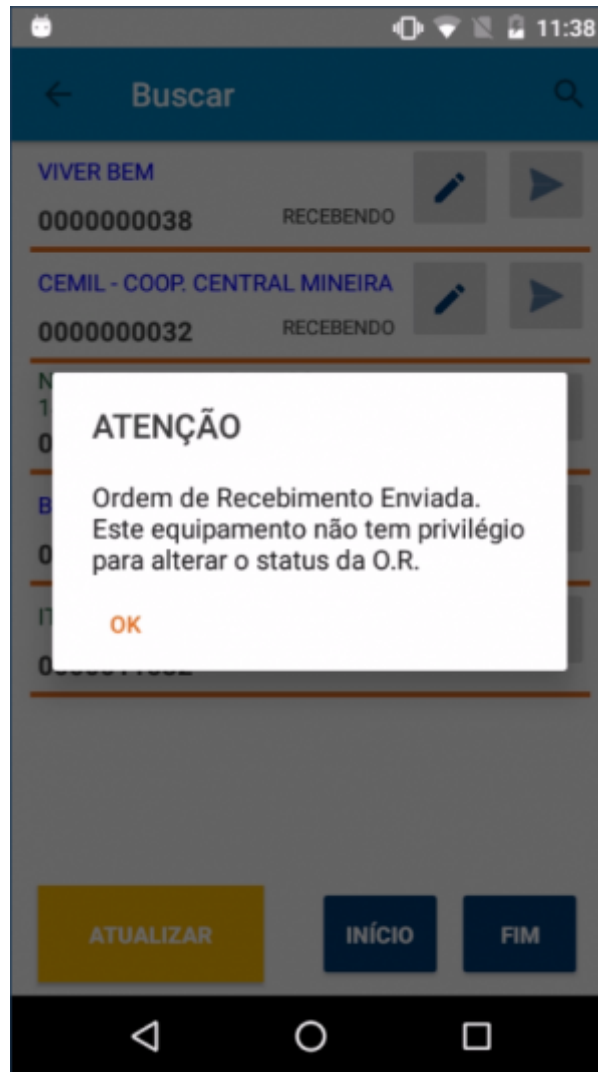 11:38
Buscar
VIVER BEM
0000000038
RECEBENDO
CEMIL - COOP. CENTRAL MINEIRA
0000000032
RECEBENDO
ATENÇÃO
Ordem de Recebimento Enviada.
Este equipamento não tem privilégio
para alterar o status da O.R.
OK
ATUALIZAR
INÍCIO
FIM